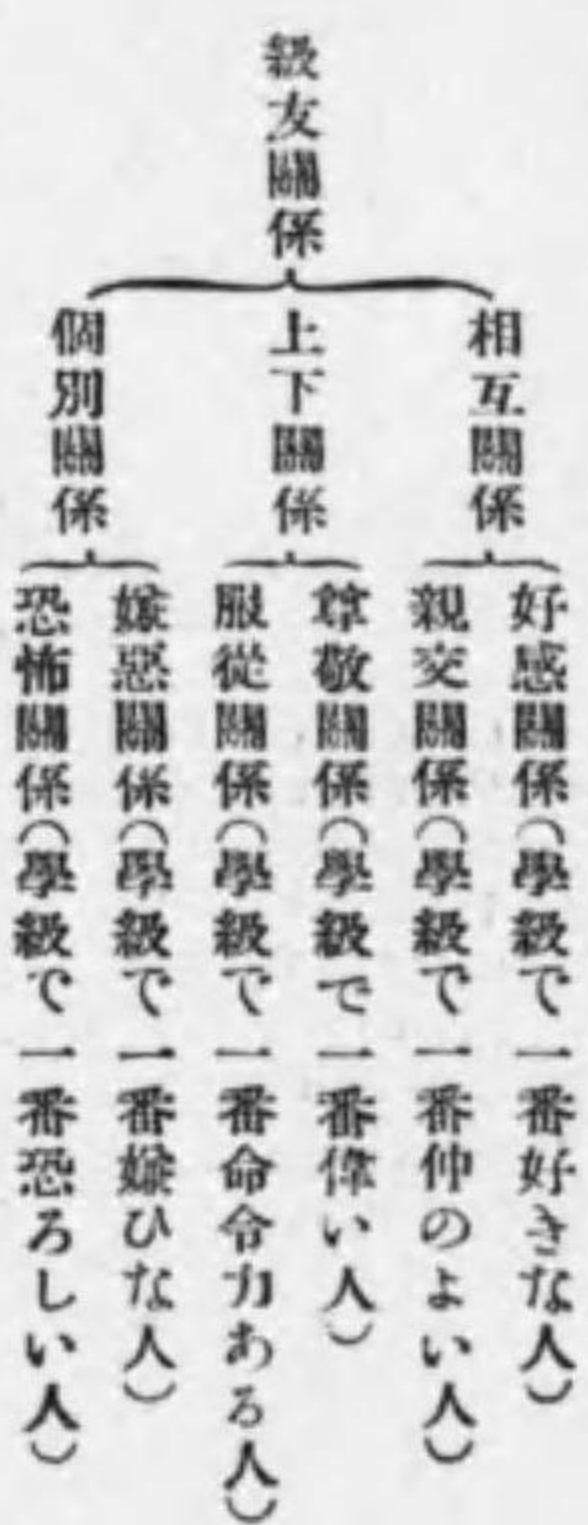 級友關係
相互關係
好感關係(學級で一番好きな人)
親交關係(學級で一番仲のよい人)
上下關係
尊敬關係(學級で一番偉い人)
服從關係(學級で一番命令力ある人)
個別關係
嫌惡關係(學級で一番嫌ひな人)
恐怖關係(學級で一番恐ろしい人)